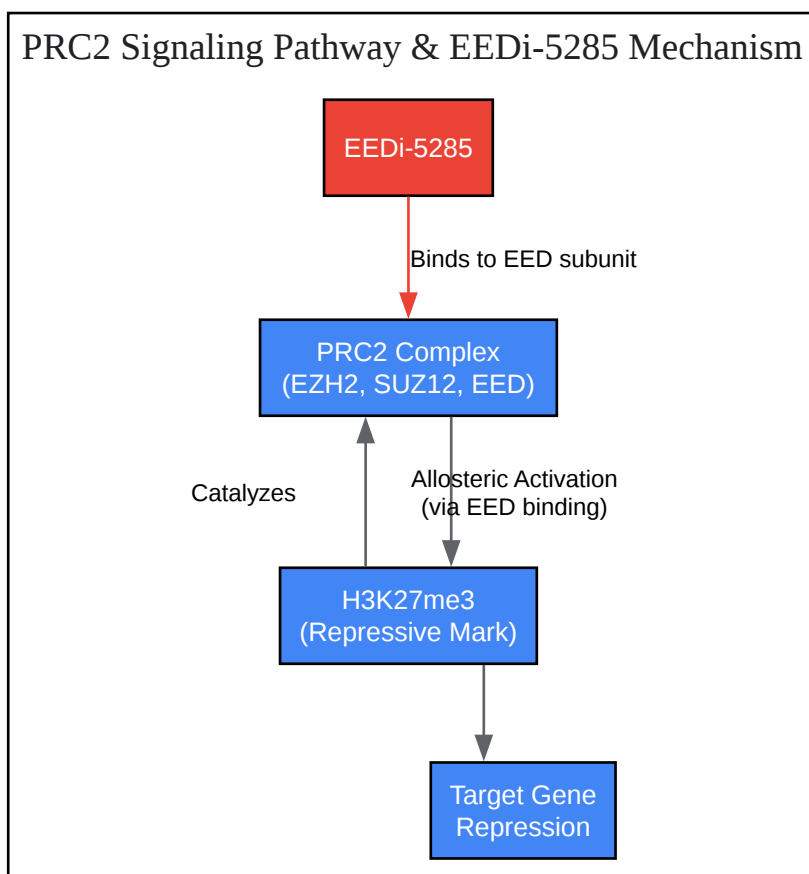 PRC2 Signaling Pathway & EEDi-5285 Mechanism
EEDi-5285
Binds to EED subunit
PRC2 Complex
(EZH2, SUZ12, EED)
Catalyzes
Allosteric Activation
(via EED binding)
H3K27me3
(Repressive Mark)
Target Gene
Repression